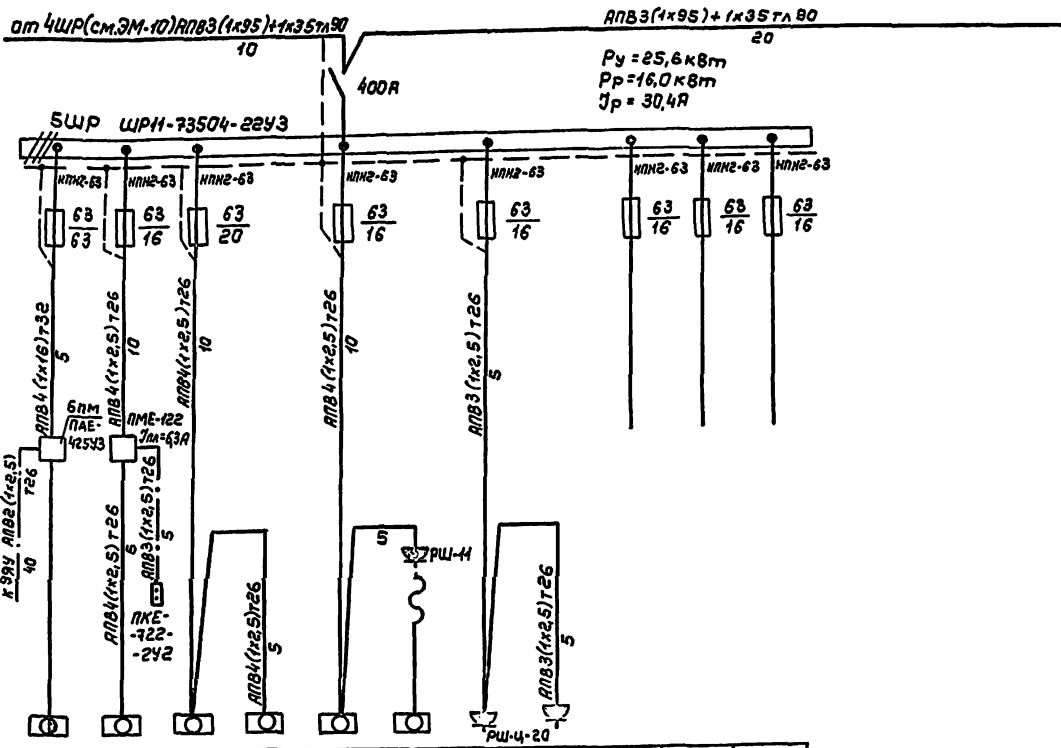 от 4ШР(см.ЭМ-10)АПВ3(1х95)+1х35тл90
10
АПВ3(1х95)+1х35тл80
20
Ру=25,6кВт
Рр=16,0кВт
Jр=30,4А
400А
5ШР ШР11-73504-22У3
НПН2-63
НПН2-63
НПН2-63
НПН2-63
НПН2-63
НПН2-63
НПН2-63
НПН2-63
63
63
63
16
63
20
63
16
63
16
63
16
63
16
63
16
АПВ4(1х16)т32
5
АПВ4(1х2,5)т26
10
АПВ4(1х2,5)т26
10
АПВ4(1х2,5)т26
10
АПВ3(1х2,5)т26
5
6пм
ПАЕ-
425У3
ПМЕ-122
Jпл=6,3А
к ЭЯУ АПВ2(1х2,5)
т26
40
АПВ4(1х2,5)т26
6
АПВ3(1х2,5)т26
5
ПКЕ-
-722-
-2У2
АПВ4(1х2,5)т26
5
5
РШ-11
АПВ3(1х2,5)т26
5
РШ-Ц-20